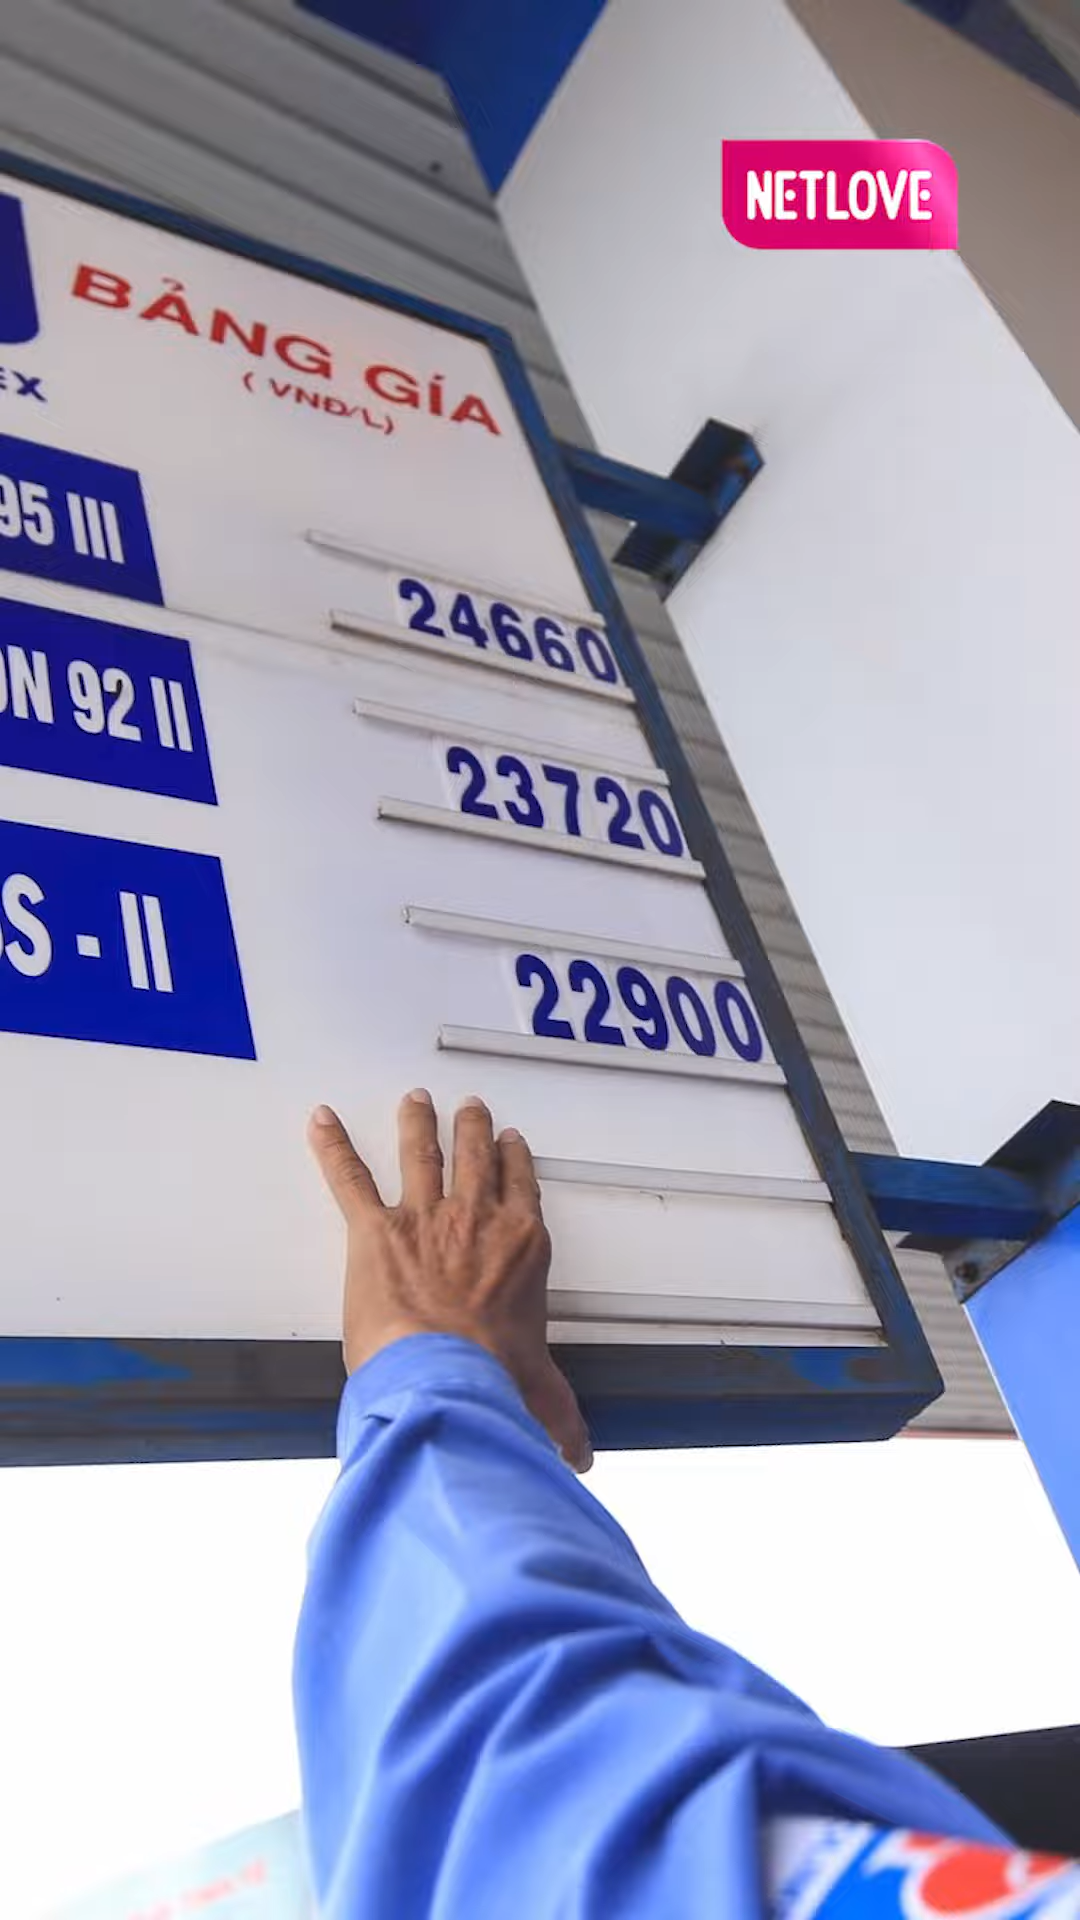 NETLOVE
BẢNG GÍA
( VNĐ/L)
EX
95 III
24660
ON 92 II
23720
S - II
22900